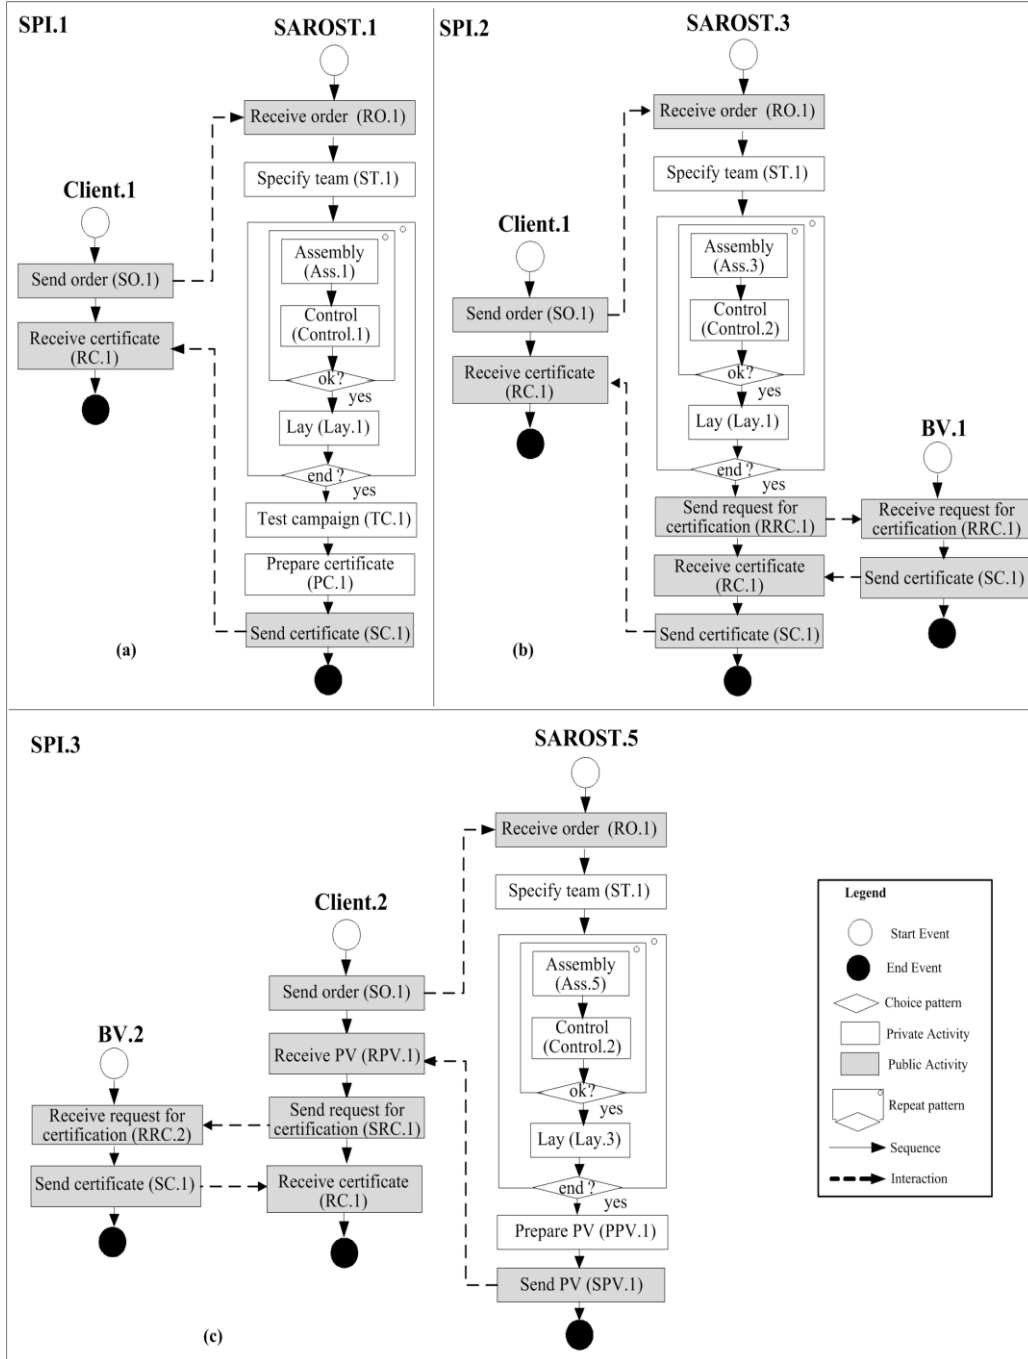 SPI.1
SAROST.1
Receive order (RO.1)
Specify team (ST.1)
Client.1
Send order (SO.1)
Receive certificate
(RC.1)
Assembly
(Ass.1)
Control
(Control.1)
ok?
yes
Lay (Lay.1)
end ?
yes
Test campaign (TC.1)
Prepare certificate
(PC.1)
Send certificate (SC.1)
(a)
SPI.2
SAROST.3
Receive order (RO.1)
Specify team (ST.1)
Client.1
Send order (SO.1)
Receive certificate
(RC.1)
Assembly
(Ass.3)
Control
(Control.2)
ok?
yes
Lay (Lay.1)
end ?
yes
BV.1
Send request for
certification (RRC.1)
Receive request for
certification (RRC.1)
Receive certificate
(RC.1)
Send certificate (SC.1)
Send certificate (SC.1)
(b)
SPI.3
SAROST.5
Receive order (RO.1)
Specify team (ST.1)
Client.2
Send order (SO.1)
Receive PV (RPV.1)
Send request for
certification (SRC.1)
Receive certificate
(RC.1)
BV.2
Receive request for
certification (RRC.2)
Send certificate (SC.1)
Assembly
(Ass.5)
Control
(Control.2)
ok?
yes
Lay (Lay.3)
end ?
yes
Prepare PV (PPV.1)
Send PV (SPV.1)
(c)
Legend
Start Event
End Event
Choice pattern
Private Activity
Public Activity
Repeat pattern
Sequence
Interaction